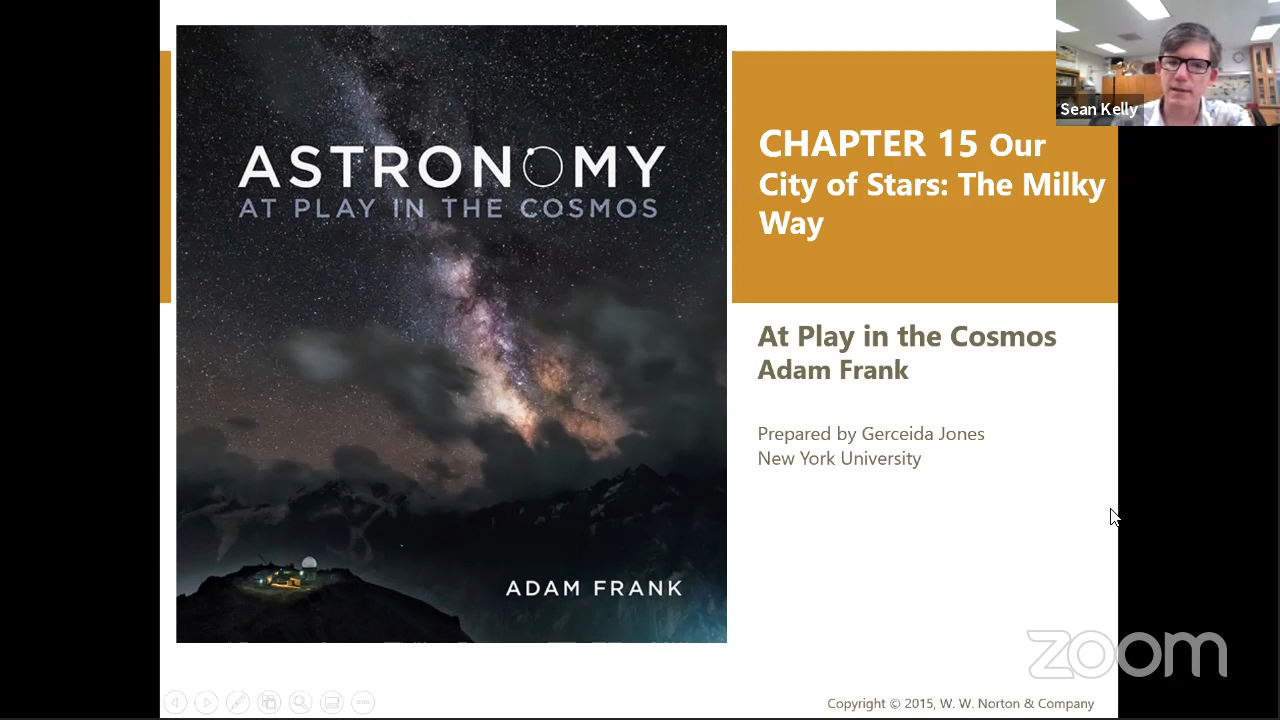 Sean Kelly
ASTRONOMY
AT PLAY IN THE COSMOS
ADAM FRANK
CHAPTER 15 Our
City of Stars: The Milky
Way
At Play in the Cosmos
Adam Frank
Prepared by Gerceida Jones
New York University
zoom
Copyright © 2015, W. W. Norton & Company